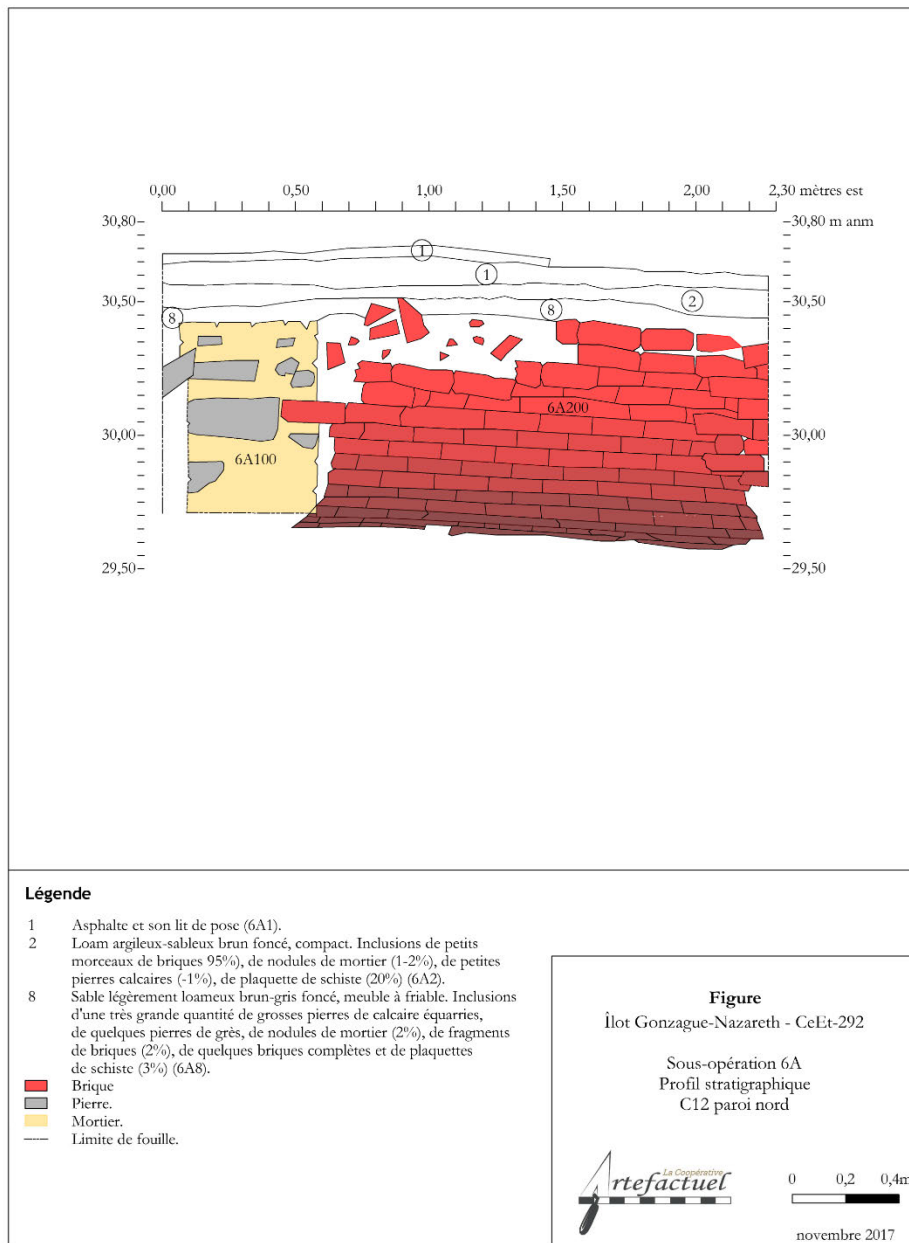 0,00 0,50 1,00 1,50 2,00 2,30 mètres est
30,80 30,80 m anm
1
1
30,50 2 30,50
8 8
6A200
30,00 30,00
6A100
29,50 29,50
Légende
1 Asphalte et son lit de pose (6A1).
2 Loam argileux-sableux brun foncé, compact. Inclusions de petits
morceaux de briques 95%), de nodules de mortier (1-2%), de petites
pierres calcaires (-1%), de plaquette de schiste (20%) (6A2).
8 Sable légèrement loameux brun-gris foncé, meuble à friable. Inclusions
d'une très grande quantité de grosses pierres de calcaire équarries,
de quelques pierres de grès, de nodules de mortier (2%), de fragments
de briques (2%), de quelques briques complètes et de plaquettes
de schiste (3%) (6A8).
Brique
Pierre.
Mortier.
Limite de fouille.
Figure
Îlot Gonzague-Nazareth - CeEt-292
Sous-opération 6A
Profil stratigraphique
C12 paroi nord
La Coopérative
Artefactuel
0 0,2 0,4m
novembre 2017